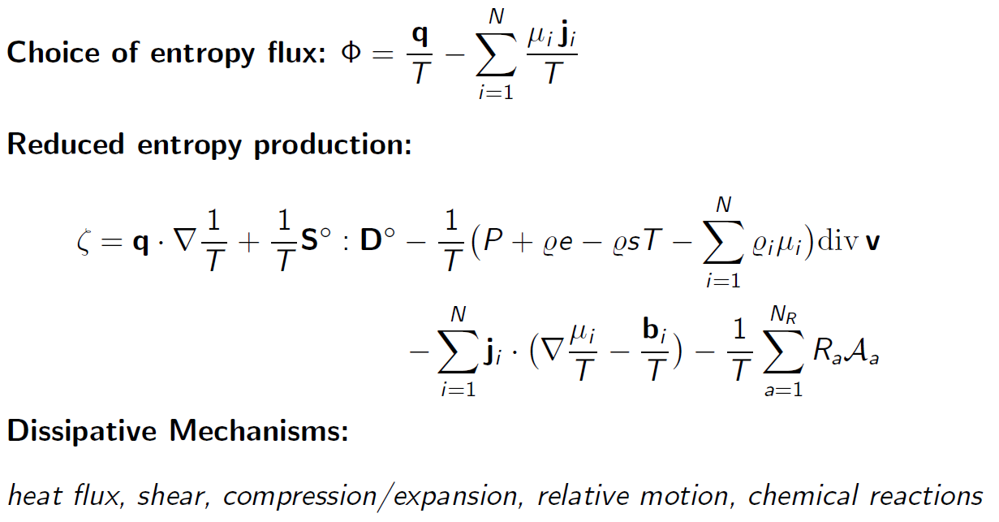 Choice of entropy flux: $\Phi = \frac{\mathbf{q}}{T} - \sum_{i=1}^{N} \frac{\mu_i \, \mathbf{j}_i}{T}$
Reduced entropy production:
$\zeta = \mathbf{q} \cdot \nabla \frac{1}{T} + \frac{1}{T} \mathbf{S}^\circ : \mathbf{D}^\circ - \frac{1}{T} \big( P + \varrho e - \varrho s T - \sum_{i=1}^{N} \varrho_i \mu_i \big) \mathrm{div}\, \mathbf{v}$
$- \sum_{i=1}^{N} \mathbf{j}_i \cdot \big( \nabla \frac{\mu_i}{T} - \frac{\mathbf{b}_i}{T} \big) - \frac{1}{T} \sum_{a=1}^{N_R} R_a \mathcal{A}_a$
Dissipative Mechanisms:
heat flux, shear, compression/expansion, relative motion, chemical reactions